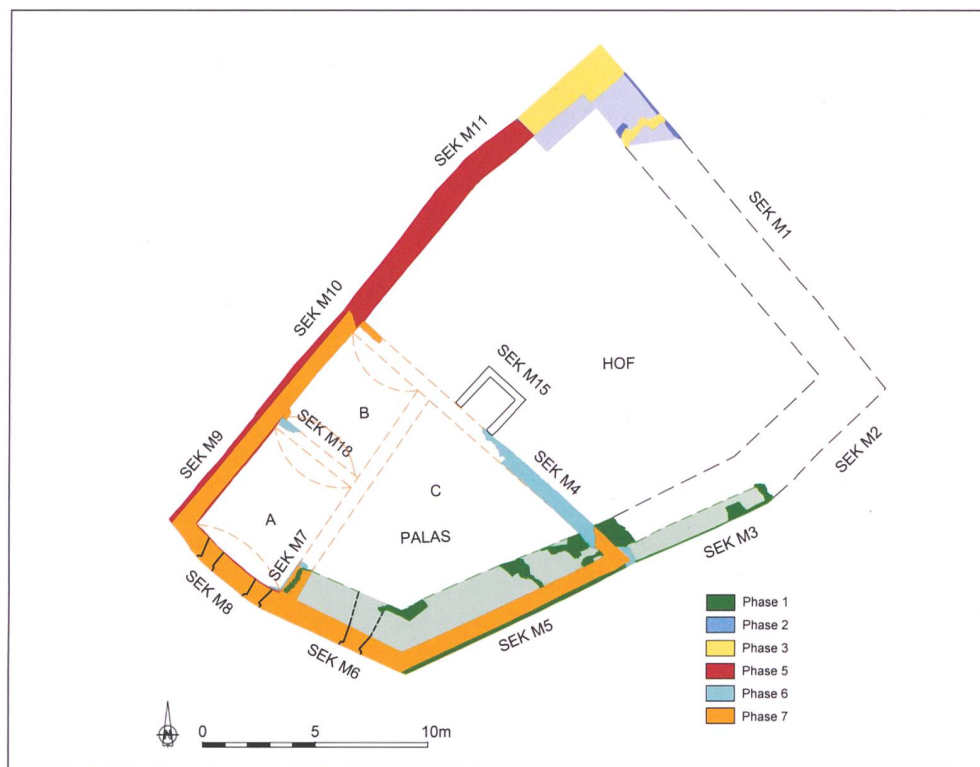 SEK M11
SEK M1
SEK M10
SEK M15
HOF
B
SEK M18
SEK M9
SEK M4
SEK M2
C
A
PALAS
SEK M7
SEK M3
SEK M8
SEK M5
SEK M6
Phase 1
Phase 2
Phase 3
Phase 5
Phase 6
Phase 7
N
0 5 10m